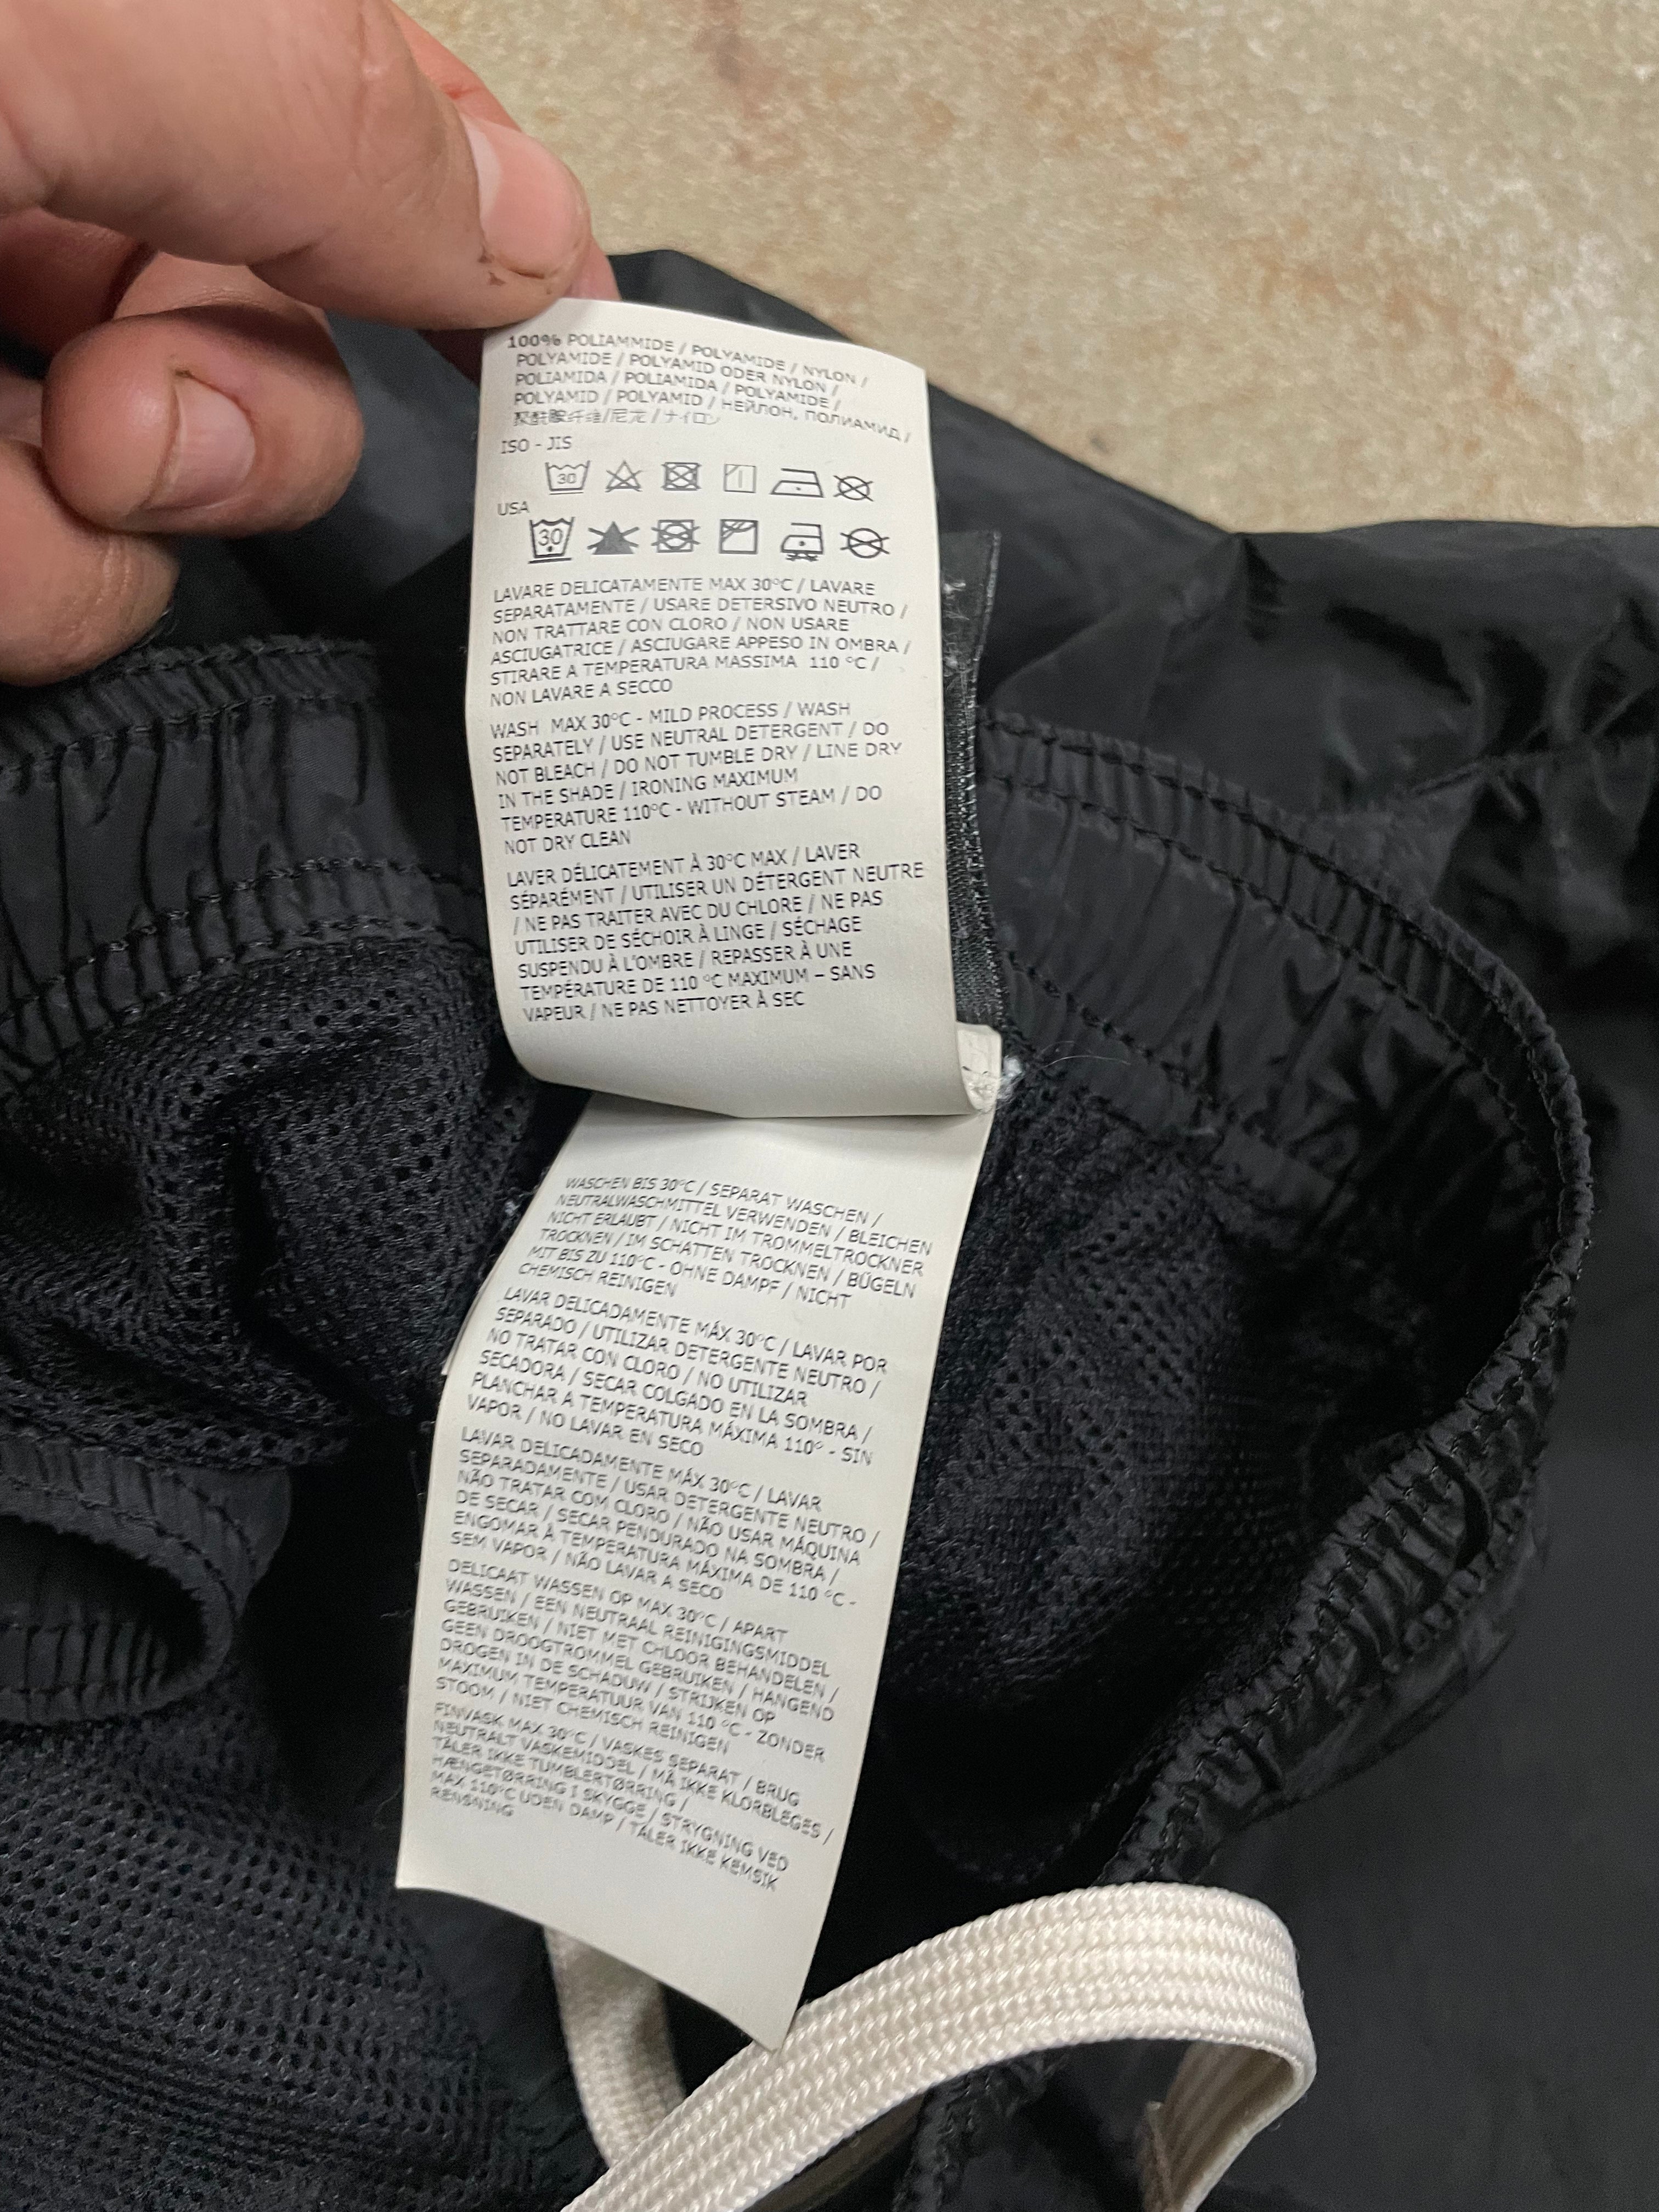 100% POLIAMMIDE / POLYAMIDE / NYLON /
POLYAMIDE / POLYAMID ODER NYLON /
POLIAMIDA / POLIAMIDA / POLYAMIDE /
POLYAMID / POLYAMID / НЕЙЛОН, ПОЛИАМИД /
聚酰胺纤维/尼龙 / ナイロン
ISO - JIS
30
USA
30
LAVARE DELICATAMENTE MAX 30°C / LAVARE
SEPARATAMENTE / USARE DETERSIVO NEUTRO /
NON TRATTARE CON CLORO / NON USARE
ASCIUGATRICE / ASCIUGARE APPESO IN OMBRA /
STIRARE A TEMPERATURA MASSIMA 110 °C /
NON LAVARE A SECCO
WASH MAX 30°C - MILD PROCESS / WASH
SEPARATELY / USE NEUTRAL DETERGENT / DO
NOT BLEACH / DO NOT TUMBLE DRY / LINE DRY
IN THE SHADE / IRONING MAXIMUM
TEMPERATURE 110°C - WITHOUT STEAM / DO
NOT DRY CLEAN
LAVER DÉLICATEMENT À 30°C MAX / LAVER
SÉPARÉMENT / UTILISER UN DÉTERGENT NEUTRE
/ NE PAS TRAITER AVEC DU CHLORE / NE PAS
UTILISER DE SÉCHOIR À LINGE / SÉCHAGE
SUSPENDU À L'OMBRE / REPASSER À UNE
TEMPÉRATURE DE 110 °C MAXIMUM – SANS
VAPEUR / NE PAS NETTOYER À SEC
WASCHEN BIS 30°C / SEPARAT WASCHEN /
NEUTRALWASCHMITTEL VERWENDEN / BLEICHEN
NICHT ERLAUBT / NICHT IM TROMMELTROCKNER
TROCKNEN / IM SCHATTEN TROCKNEN / BÜGELN
MIT BIS ZU 110°C - OHNE DAMPF / NICHT
CHEMISCH REINIGEN
LAVAR DELICADAMENTE MÁX 30°C / LAVAR POR
SEPARADO / UTILIZAR DETERGENTE NEUTRO /
NO TRATAR CON CLORO / NO UTILIZAR
SECADORA / SECAR COLGADO EN LA SOMBRA /
PLANCHAR A TEMPERATURA MÁXIMA 110° - SIN
VAPOR / NO LAVAR EN SECO
LAVAR DELICADAMENTE MÁX 30°C / LAVAR
SEPARADAMENTE / USAR DETERGENTE NEUTRO /
NÃO TRATAR COM CLORO / NÃO USAR MÁQUINA
DE SECAR / SECAR PENDURADO NA SOMBRA /
ENGOMAR À TEMPERATURA MÁXIMA DE 110 °C -
SEM VAPOR / NÃO LAVAR A SECO
DELICAAT WASSEN OP MAX 30°C / APART
WASSEN / EEN NEUTRAAL REINIGINGSMIDDEL
GEBRUIKEN / NIET MET CHLOOR BEHANDELEN /
GEEN DROOGTROMMEL GEBRUIKEN / HANGEND
DROGEN IN DE SCHADUW / STRIJKEN OP
MAXIMUM TEMPERATUUR VAN 110 °C - ZONDER
STOOM / NIET CHEMISCH REINIGEN
FINVASK MAX 30°C / VASKES SEPARAT / BRUG
NEUTRALT VASKEMIDDEL / MÅ IKKE KLORBLEGES /
TÅLER IKKE TUMBLERTØRRING /
HÆNGETØRRING I SKYGGE / STRYGNING VED
MAX 110°C UDEN DAMP / TÅLER IKKE KEMSIK
RENSNING